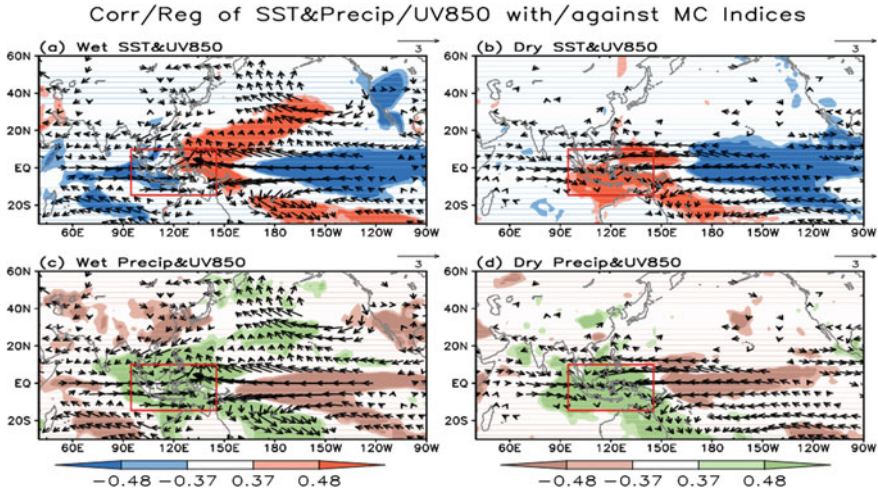 Corr/Reg of SST&Precip/UV850 with/against MC Indices
(a) Wet SST&UV850
3
60N
40N
20N
EQ
20S
60E 90E 120E 150E 180 150W 120W 90W
(b) Dry SST&UV850
3
60N
40N
20N
EQ
20S
60E 90E 120E 150E 180 150W 120W 90W
(c) Wet Precip&UV850
3
60N
40N
20N
EQ
20S
60E 90E 120E 150E 180 150W 120W 90W
(d) Dry Precip&UV850
3
60N
40N
20N
EQ
20S
60E 90E 120E 150E 180 150W 120W 90W
-0.48 -0.37 0.37 0.48
-0.48 -0.37 0.37 0.48